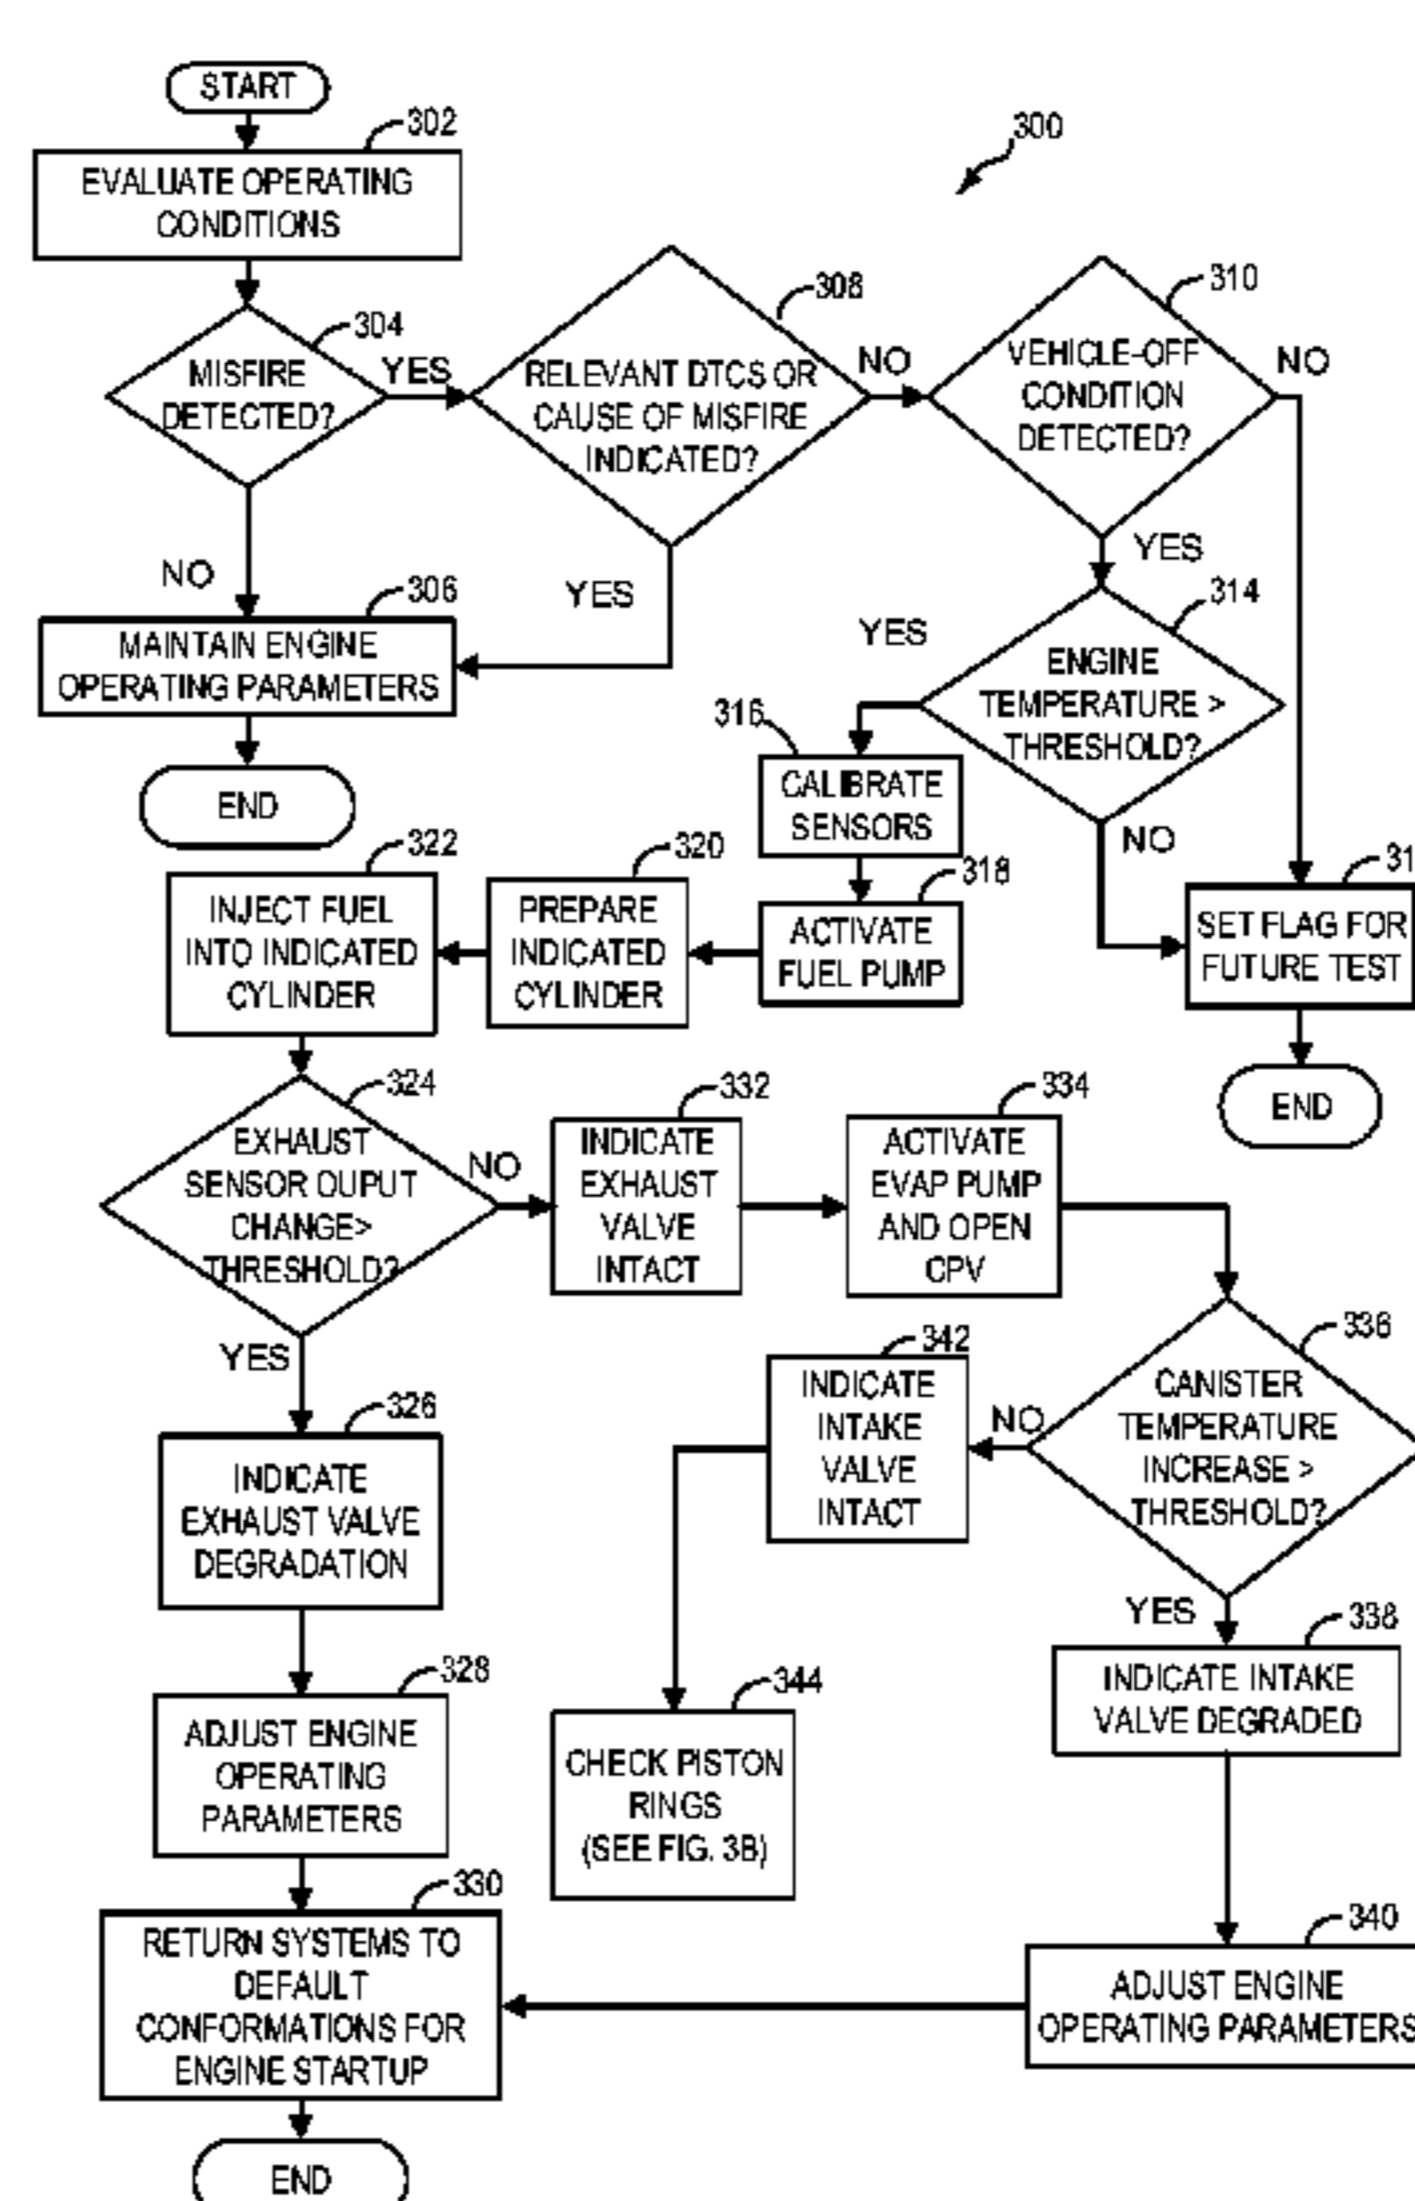 START
302
EVALUATE OPERATING
CONDITIONS
300
304
MISFIRE
DETECTED?
YES
308
RELEVANT DTCS OR
CAUSE OF MISFIRE
INDICATED?
NO
310
VEHICLE-OFF
CONDITION
DETECTED?
NO
NO
YES
YES
306
MAINTAIN ENGINE
OPERATING PARAMETERS
END
314
ENGINE
TEMPERATURE >
THRESHOLD?
YES
NO
316
CALIBRATE
SENSORS
31
SET FLAG FOR
FUTURE TEST
END
318
ACTIVATE
FUEL PUMP
320
PREPARE
INDICATED
CYLINDER
322
INJECT FUEL
INTO INDICATED
CYLINDER
324
EXHAUST
SENSOR OUPUT
CHANGE>
THRESHOLD?
NO
YES
332
INDICATE
EXHAUST
VALVE
INTACT
334
ACTIVATE
EVAP PUMP
AND OPEN
CPV
336
CANISTER
TEMPERATURE
INCREASE >
THRESHOLD?
NO
YES
342
INDICATE
INTAKE
VALVE
INTACT
326
INDICATE
EXHAUST VALVE
DEGRADATION
338
INDICATE INTAKE
VALVE DEGRADED
328
ADJUST ENGINE
OPERATING
PARAMETERS
344
CHECK PISTON
RINGS
(SEE FIG. 3B)
330
RETURN SYSTEMS TO
DEFAULT
CONFORMATIONS FOR
ENGINE STARTUP
340
ADJUST ENGINE
OPERATING PARAMETERS
END